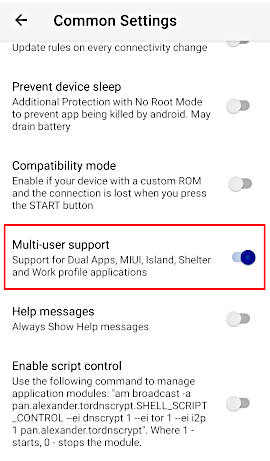 Common Settings
Update rules on every connectivity change
Prevent device sleep
Additional Protection with No Root Mode
to prevent app being killed by android. May
drain battery
Compatibility mode
Enable if your device with a custom ROM
and the connection is lost when you press
the START button
Multi-user support
Support for Dual Apps, MIUI, Island, Shelter
and Work profile applications
Help messages
Always Show Help messages
Enable script control
Use the following command to manage
application modules: "am broadcast -a
pan.alexander.tordnscrypt.SHELL_SCRIPT
_CONTROL --ei dnscrypt 1 --ei tor 1 --ei i2p
1 pan.alexander.tordnscrypt". Where 1 -
starts, 0 - stops the module.